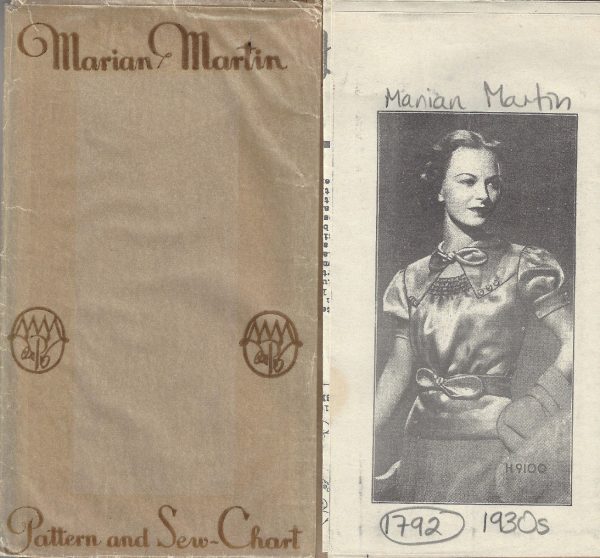 Marian Martin
Pattern and Sew-Chart
Marian Martin
H9100
1792 1930s